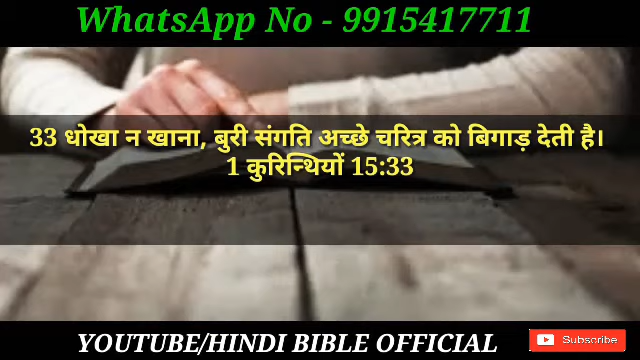 WhatsApp No - 9915417711
33 धोखा न खाना, बुरी संगति अच्छे चरित्र को बिगाड़ देती है।
1 कुरिन्थियों 15:33
YOUTUBE/HINDI BIBLE OFFICIAL
Subscribe